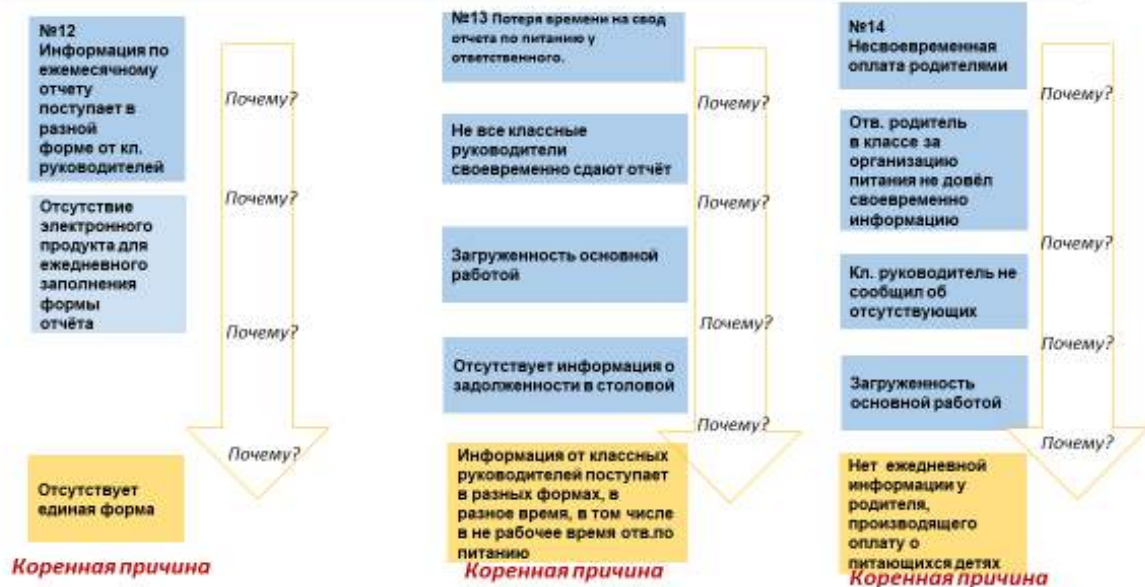 №12
Информация по
ежемесячному
отчету
поступает в
разной
форме от кл.
руководителей
Почему?
Отсутствие
электронного
продукта для
ежедневного
заполнения
формы
отчёта
Почему?
Почему?
Почему?
Отсутствует
единая форма
Коренная причина
№13 Потеря времени на свод
отчета по питанию у
ответственного.
Почему?
Не все классные
руководители
своевременно сдают отчёт
Почему?
Загруженность основной
работой
Почему?
Отсутствует информация о
задолженности в столовой
Почему?
Информация от классных
руководителей поступает
в разных формах, в
разное время, в том числе
в не рабочее время отв.по
питанию
Коренная причина
№14
Несвоевременная
оплата родителями
Почему?
Отв. родитель
в классе за
организацию
питания не довёл
своевременно
информацию
Почему?
Кл. руководитель не
сообщил об
отсутствующих
Почему?
Загруженность
основной работой
Почему?
Нет ежедневной
информации у
родителя,
производящего
оплату о
питающихся детях
Коренная причина